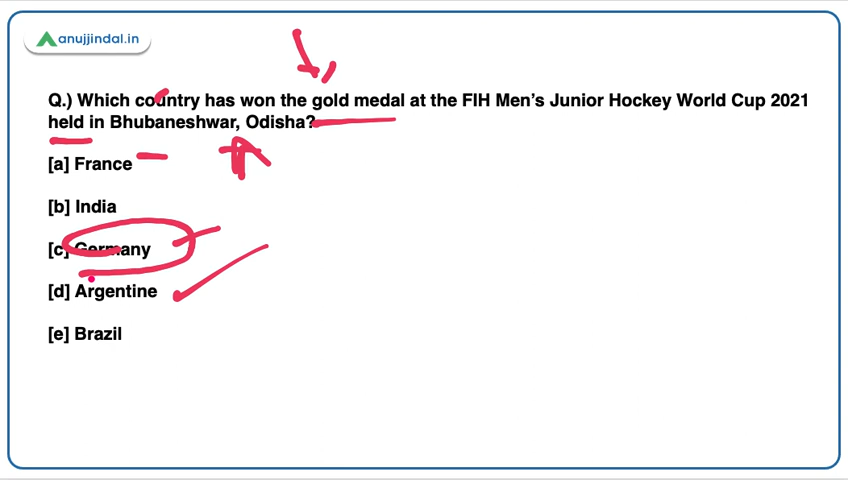 anujjindal.in
Q.) Which country has won the gold medal at the FIH Men's Junior Hockey World Cup 2021
held in Bhubaneshwar, Odisha?
[a] France
[b] India
[c] Germany
[d] Argentine
[e] Brazil